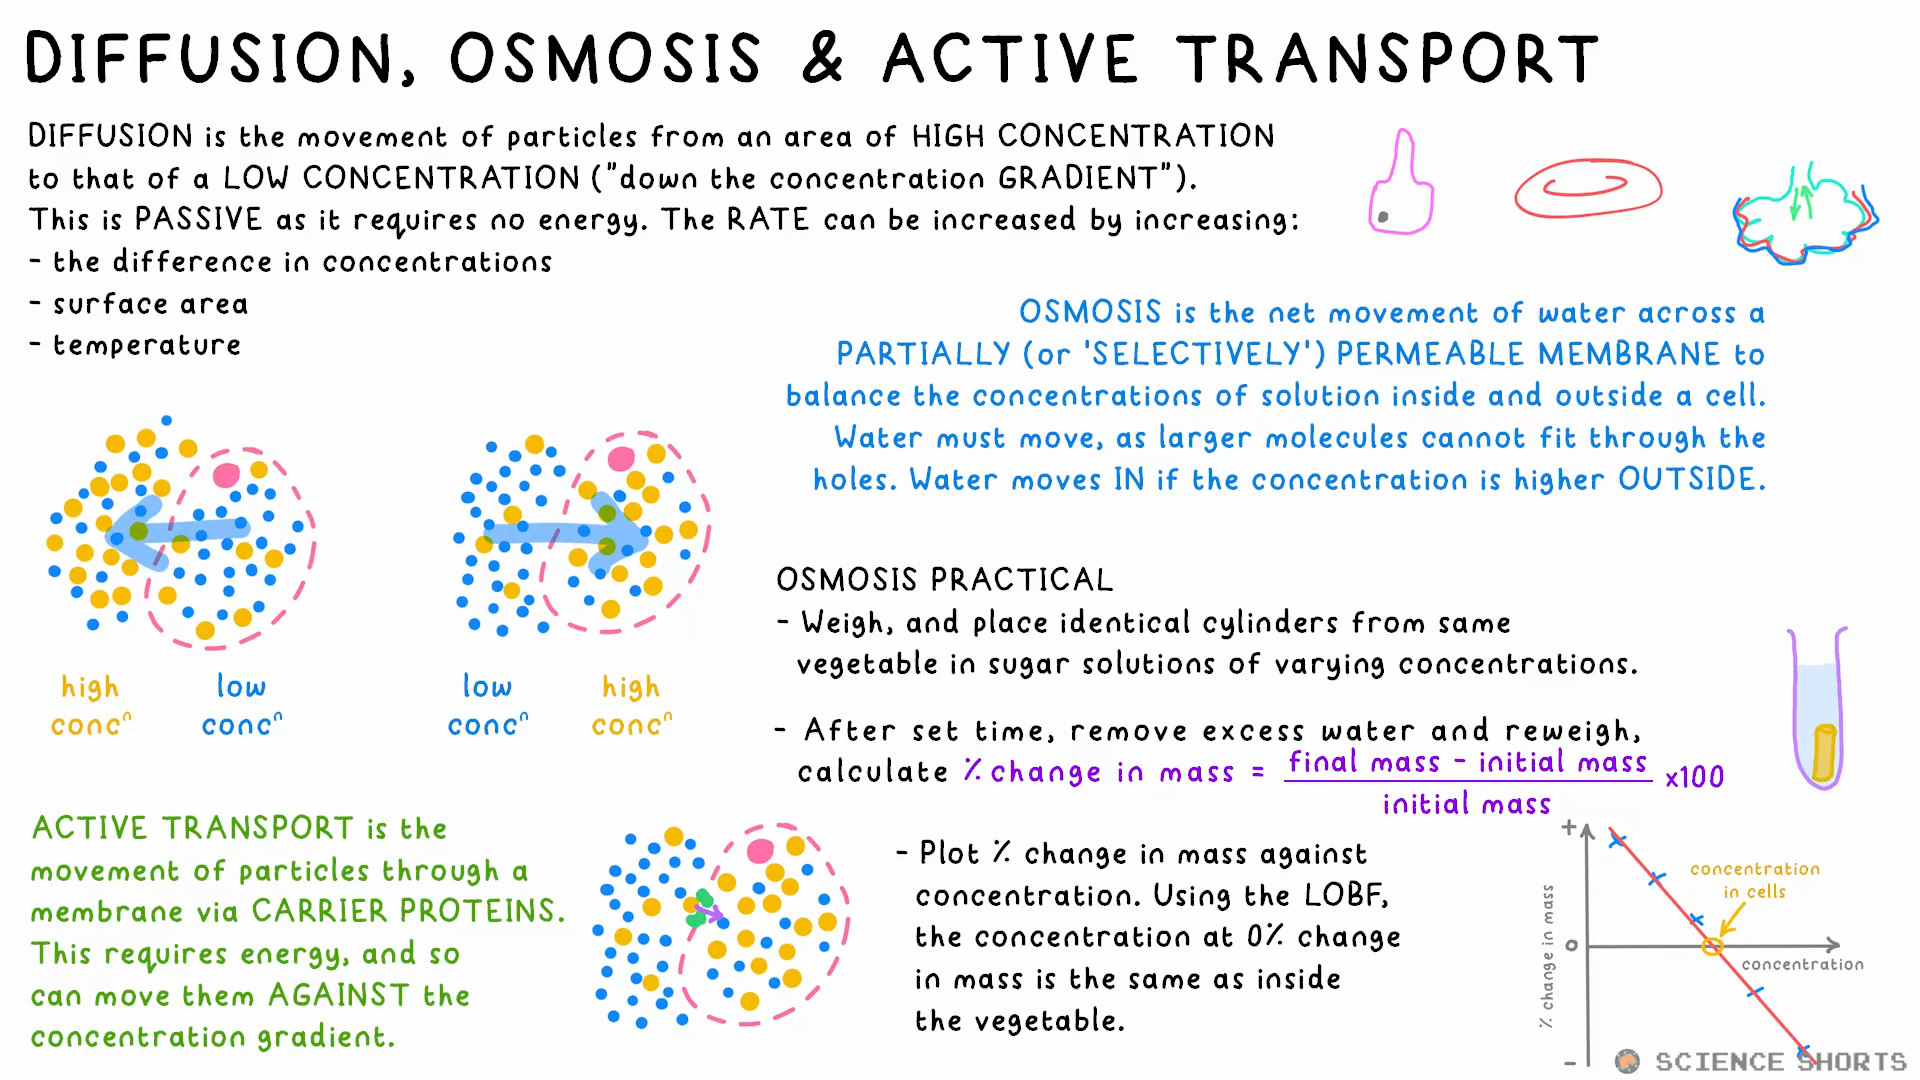 DIFFUSION, OSMOSIS & ACTIVE TRANSPORT
DIFFUSION is the movement of particles from an area of HIGH CONCENTRATION
to that of a LOW CONCENTRATION ("down the concentration GRADIENT").
This is PASSIVE as it requires no energy. The RATE can be increased by increasing:
- the difference in concentrations
- surface area
- temperature
OSMOSIS is the net movement of water across a
PARTIALLY (or 'SELECTIVELY') PERMEABLE MEMBRANE to
balance the concentrations of solution inside and outside a cell.
Water must move, as larger molecules cannot fit through the
holes. Water moves IN if the concentration is higher OUTSIDE.
high concⁿ
low concⁿ
low concⁿ
high concⁿ
OSMOSIS PRACTICAL
- Weigh, and place identical cylinders from same
vegetable in sugar solutions of varying concentrations.
- After set time, remove excess water and reweigh,
calculate % change in mass = final mass - initial mass x100
initial mass
ACTIVE TRANSPORT is the
movement of particles through a
membrane via CARRIER PROTEINS.
This requires energy, and so
can move them AGAINST the
concentration gradient.
- Plot % change in mass against
concentration. Using the LOBF,
the concentration at 0% change
in mass is the same as inside
the vegetable.
+
concentration
in cells
% change in mass
0
concentration
-
SCIENCE SHORTS